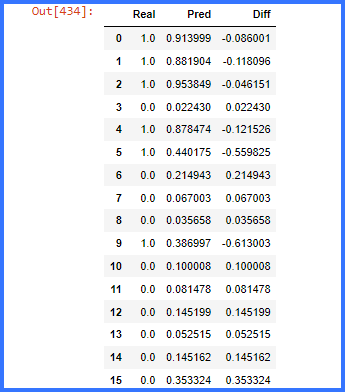 Out[434]:
Real Pred Diff
0 1.0 0.913999 -0.086001
1 1.0 0.881904 -0.118096
2 1.0 0.953849 -0.046151
3 0.0 0.022430 0.022430
4 1.0 0.878474 -0.121526
5 1.0 0.440175 -0.559825
6 0.0 0.214943 0.214943
7 0.0 0.067003 0.067003
8 0.0 0.035658 0.035658
9 1.0 0.386997 -0.613003
10 0.0 0.100008 0.100008
11 0.0 0.081478 0.081478
12 0.0 0.145199 0.145199
13 0.0 0.052515 0.052515
14 0.0 0.145162 0.145162
15 0.0 0.353324 0.353324